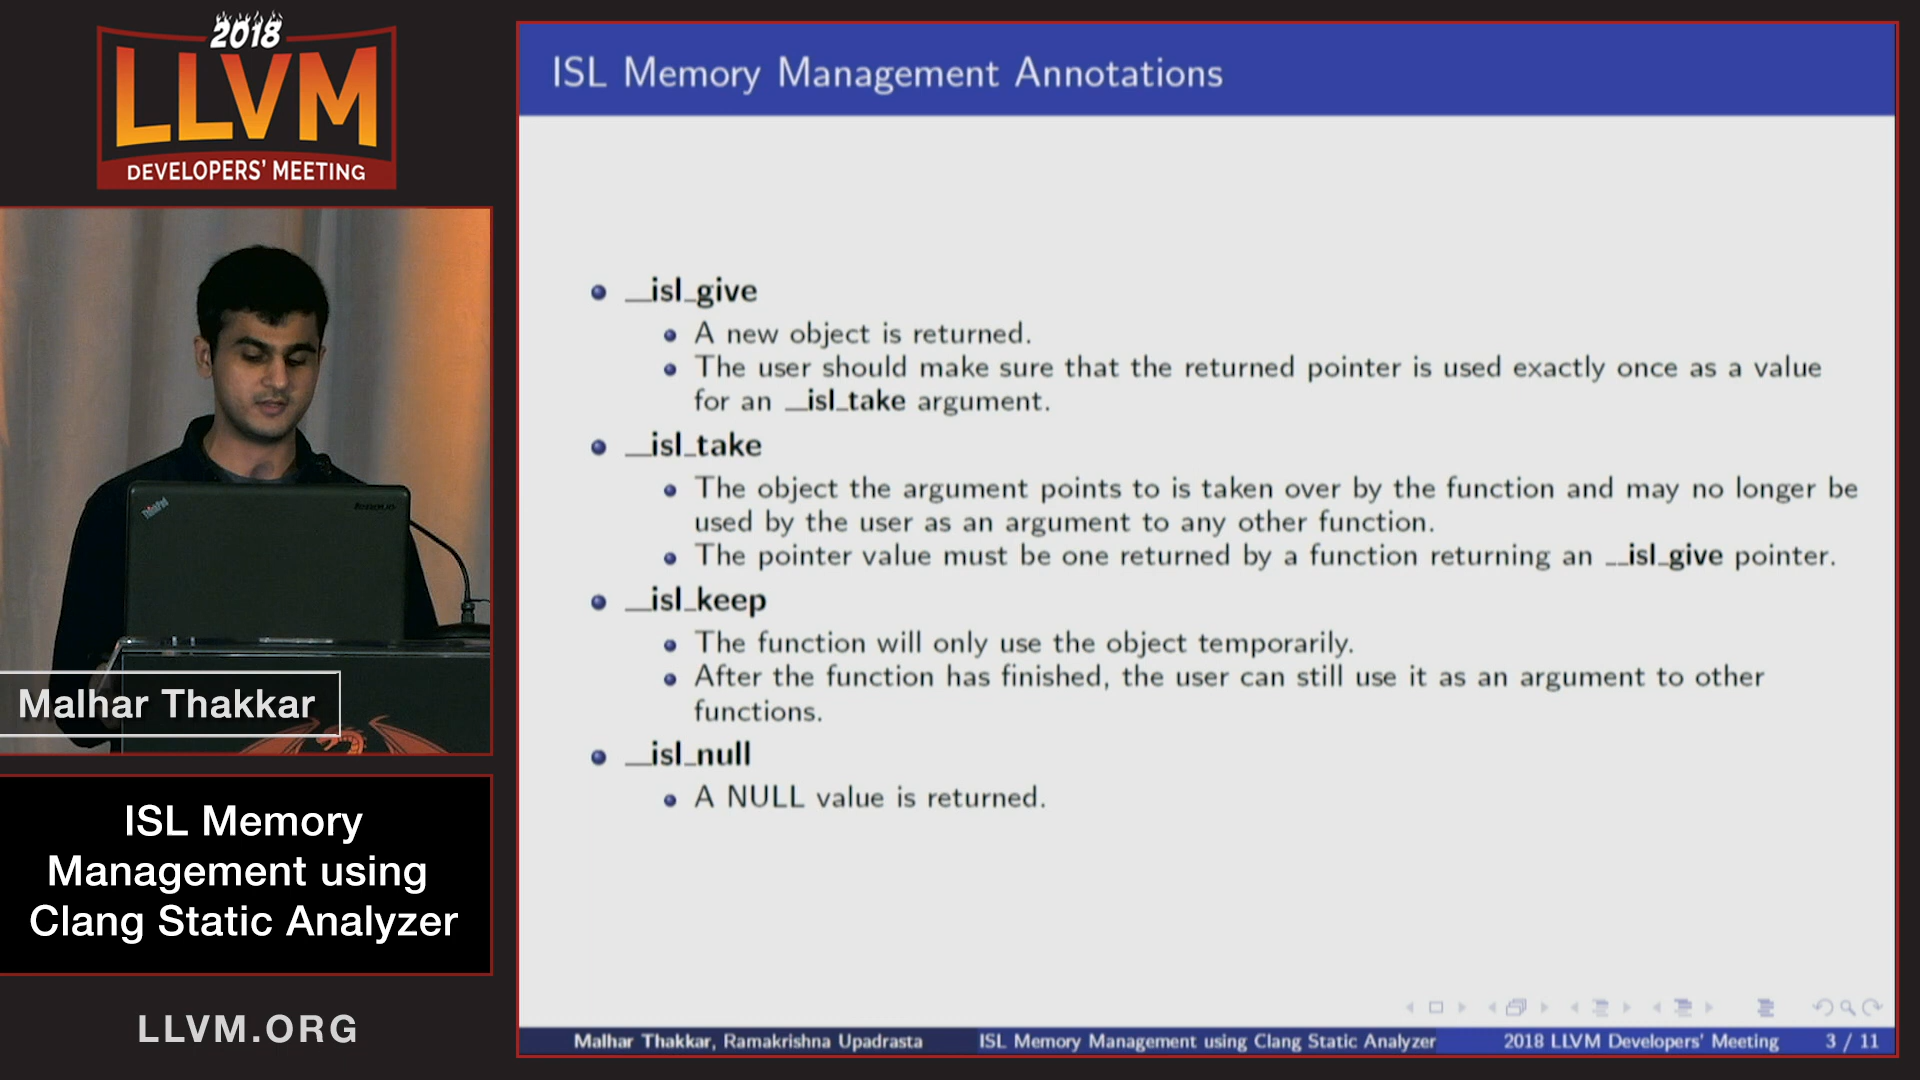 2018
LLVM
DEVELOPERS' MEETING
ThinkPad
Malhar Thakkar
ISL Memory
Management using
Clang Static Analyzer
LLVM.ORG
ISL Memory Management Annotations
__isl_give
A new object is returned.
The user should make sure that the returned pointer is used exactly once as a value
for an __isl_take argument.
__isl_take
The object the argument points to is taken over by the function and may no longer be
used by the user as an argument to any other function.
The pointer value must be one returned by a function returning an __isl_give pointer.
__isl_keep
The function will only use the object temporarily.
After the function has finished, the user can still use it as an argument to other
functions.
__isl_null
A NULL value is returned.
Malhar Thakkar, Ramakrishna Upadrasta ISL Memory Management using Clang Static Analyzer 2018 LLVM Developers' Meeting 3 / 11